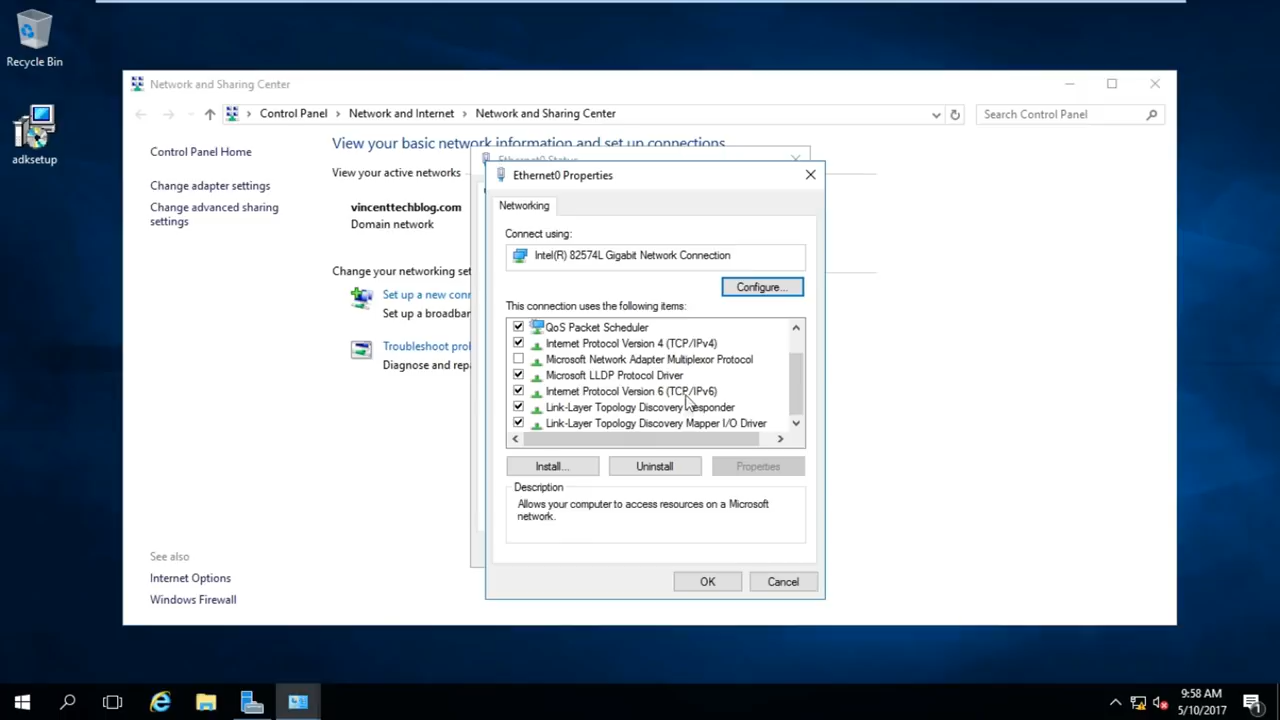 Recycle Bin
adksetup
Network and Sharing Center
Control Panel > Network and Internet > Network and Sharing Center
Search Control Panel
Control Panel Home
Change adapter settings
Change advanced sharing
settings
See also
Internet Options
Windows Firewall
View your basic network information and set up connections
View your active networks
vincenttechblog.com
Domain network
Change your networking
Set up a new
Set up a
Troubleshoot
Diagnose and
Ethernet0 Status
Ethernet0 Properties
Networking
Connect using:
Intel(R) 82574L Gigabit Network Connection
Configure...
This connection uses the following items:
QoS Packet Scheduler
Internet Protocol Version 4 (TCP/IPv4)
Microsoft Network Adapter Multiplexor Protocol
Microsoft LLDP Protocol Driver
Internet Protocol Version 6 (TCP/IPv6)
Link-Layer Topology Discovery Responder
Link-Layer Topology Discovery Mapper I/O Driver
Install...
Uninstall
Properties
Description
Allows your computer to access resources on a Microsoft
network.
OK
Cancel
9:58 AM
5/10/2017
1